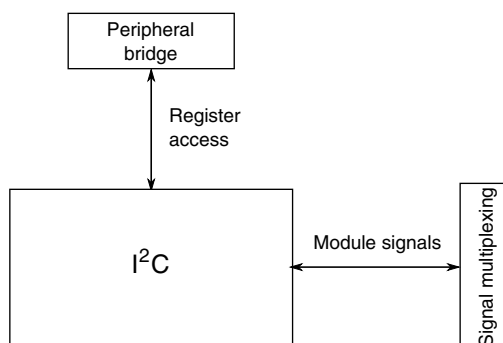 Peripheral
bridge
Register
access
I²C
Module signals
Signal multiplexing